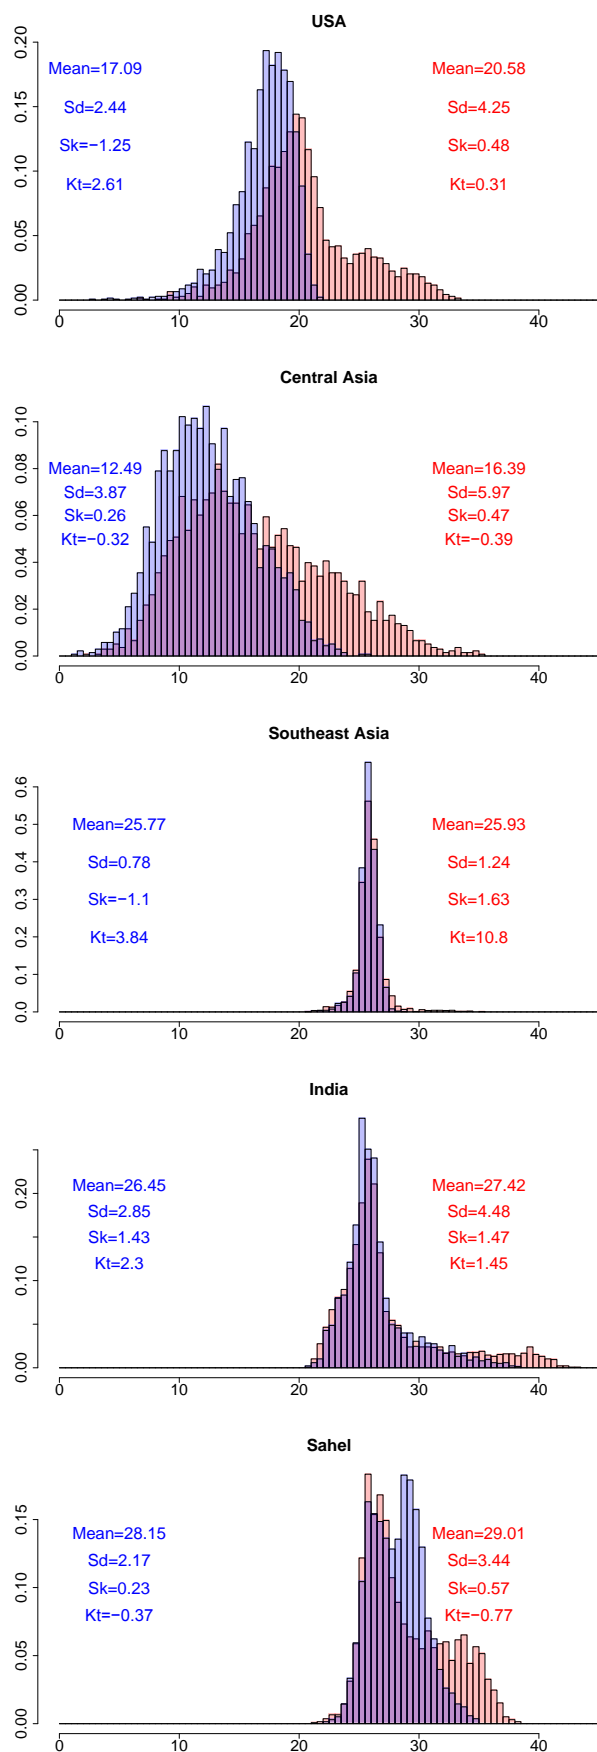 USA
0.00 0.05 0.10 0.15 0.20
Mean=17.09
Sd=2.44
Sk=−1.25
Kt=2.61
Mean=20.58
Sd=4.25
Sk=0.48
Kt=0.31
0 10 20 30 40
Central Asia
0.00 0.02 0.04 0.06 0.08 0.10
Mean=12.49
Sd=3.87
Sk=0.26
Kt=−0.32
Mean=16.39
Sd=5.97
Sk=0.47
Kt=−0.39
0 10 20 30 40
Southeast Asia
0.0 0.1 0.2 0.3 0.4 0.5 0.6
Mean=25.77
Sd=0.78
Sk=−1.1
Kt=3.84
Mean=25.93
Sd=1.24
Sk=1.63
Kt=10.8
0 10 20 30 40
India
0.00 0.10 0.20
Mean=26.45
Sd=2.85
Sk=1.43
Kt=2.3
Mean=27.42
Sd=4.48
Sk=1.47
Kt=1.45
0 10 20 30 40
Sahel
0.00 0.05 0.10 0.15
Mean=28.15
Sd=2.17
Sk=0.23
Kt=−0.37
Mean=29.01
Sd=3.44
Sk=0.57
Kt=−0.77
0 10 20 30 40